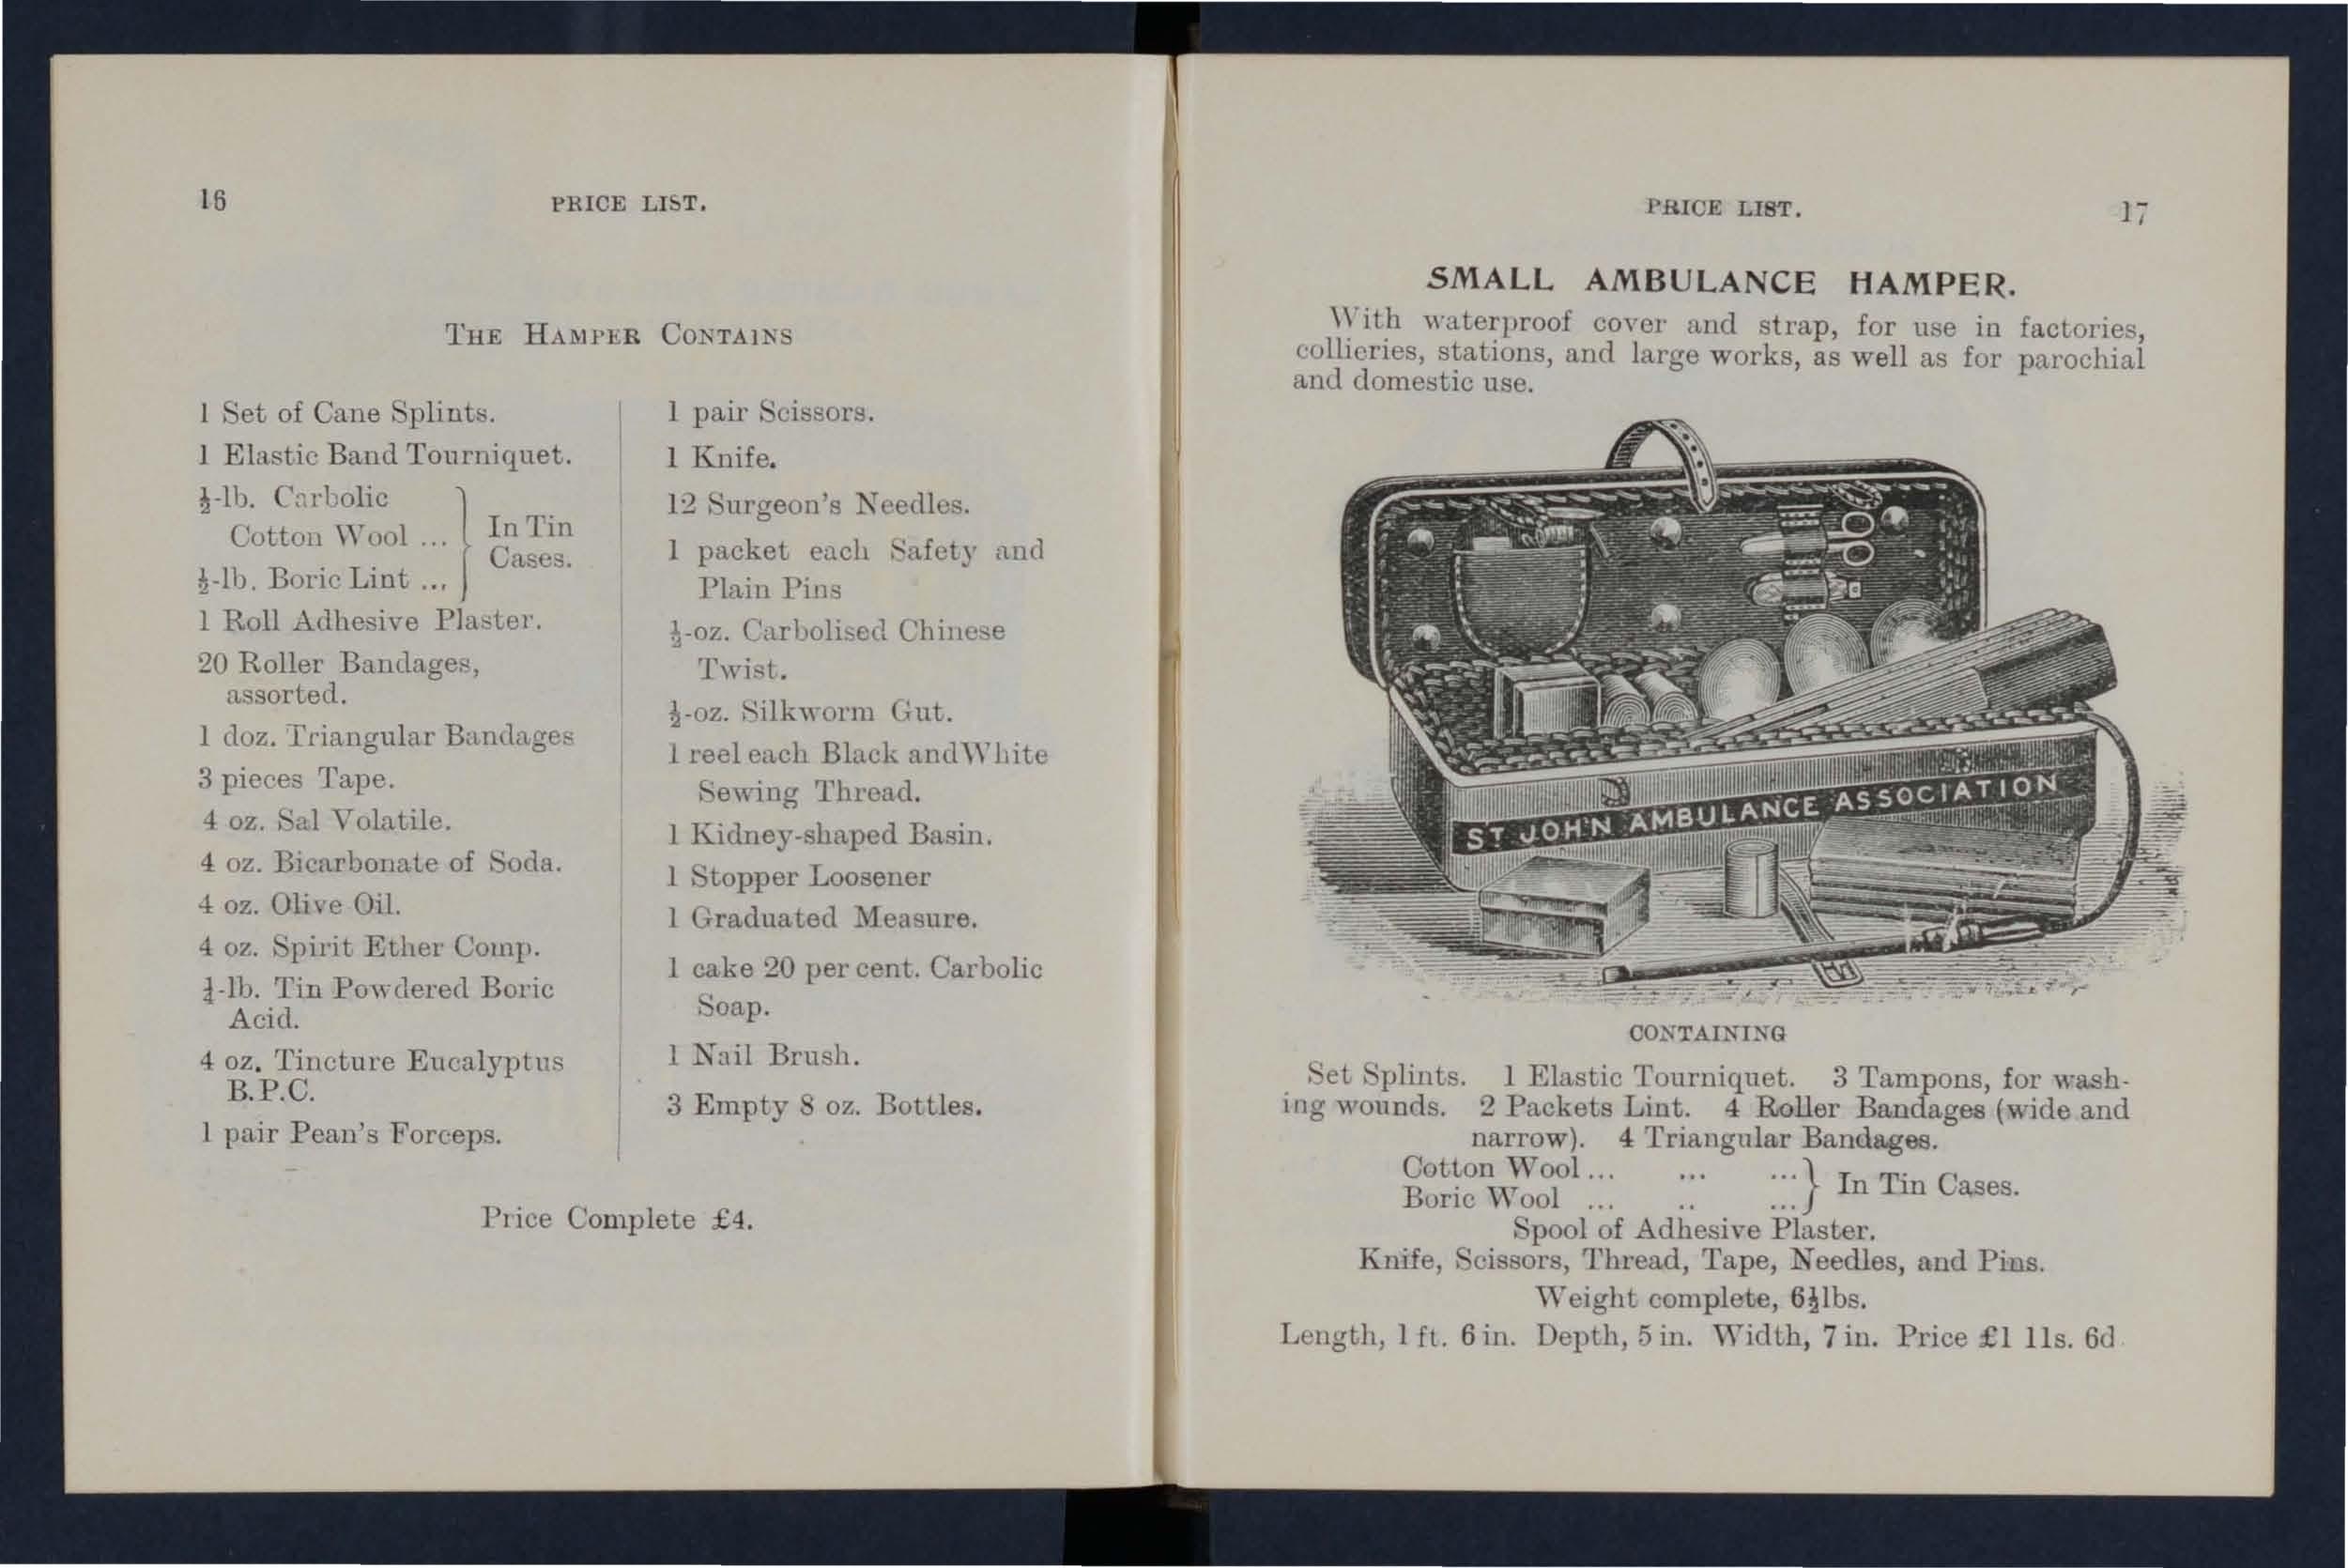 16
PRICE LIST.
THE HAMPER CONTAINS
1 Set of Cane Splints.
1 Elastic Band Tourniquet.
½-lb. Carbolic
Cotton Wool ...
½-lb. Boric Lint ...
In Tin
Cases.
1 Roll Adhesive Plaster.
20 Roller Bandages,
assorted.
1 doz. Triangular Bandages
3 pieces Tape.
4 oz. Sal Volatile.
4 oz. Bicarbonate of Soda.
4 oz. Olive Oil.
4 oz. Spirit Ether Comp.
¼-lb. Tin Powdered Boric
Acid.
4 oz. Tincture Eucalyptus
B.P.C.
1 pair Pean's Forceps.
1 pair Scissors.
1 Knife.
12 Surgeon's Needles.
1 packet each Safety and
Plain Pins
½-oz. Carbolised Chinese
Twist.
½-oz. Silkworm Gut.
1 reel each Black and White
Sewing Thread.
1 Kidney-shaped Basin.
1 Stopper Loosener
1 Graduated Measure.
1 cake 20 per cent. Carbolic
Soap.
1 Nail Brush.
3 Empty 8 oz. Bottles.
Price Complete £4.
PRICE LIST.
17
SMALL AMBULANCE HAMPER.
With waterproof cover and strap, for use in factories,
collieries, stations, and large works, as well as for parochial
and domestic use.
ST JOHN AMBULANCE ASSOCIATION
CONTAINING
Set Splints. 1 Elastic Tourniquet. 3 Tampons, for wash-
ing wounds. 2 Packets Lint. 4 Roller Bandages (wide and
narrow). 4 Triangular Bandages.
Cotton Wool ... ... ...
Boric Wool ... .. ...
In Tin Cases.
Spool of Adhesive Plaster.
Knife, Scissors, Thread, Tape, Needles, and Pins.
Weight complete, 6½lbs.
Length, 1 ft. 6 in. Depth, 5 in. Width, 7 in. Price £1 11s. 6d.